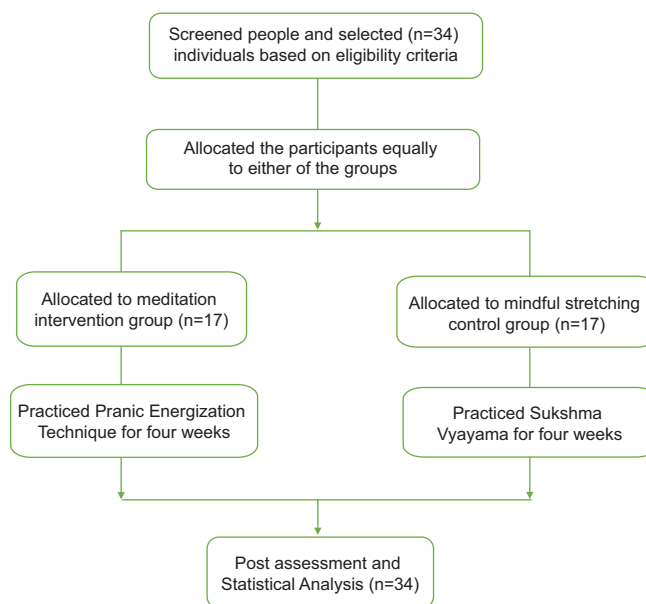 Screened people and selected (n=34)
individuals based on eligibility criteria
Allocated the participants equally
to either of the groups
Allocated to meditation
intervention group (n=17)
Allocated to mindful stretching
control group (n=17)
Practiced Pranic Energization
Technique for four weeks
Practiced Sukshma
Vyayama for four weeks
Post assessment and
Statistical Analysis (n=34)